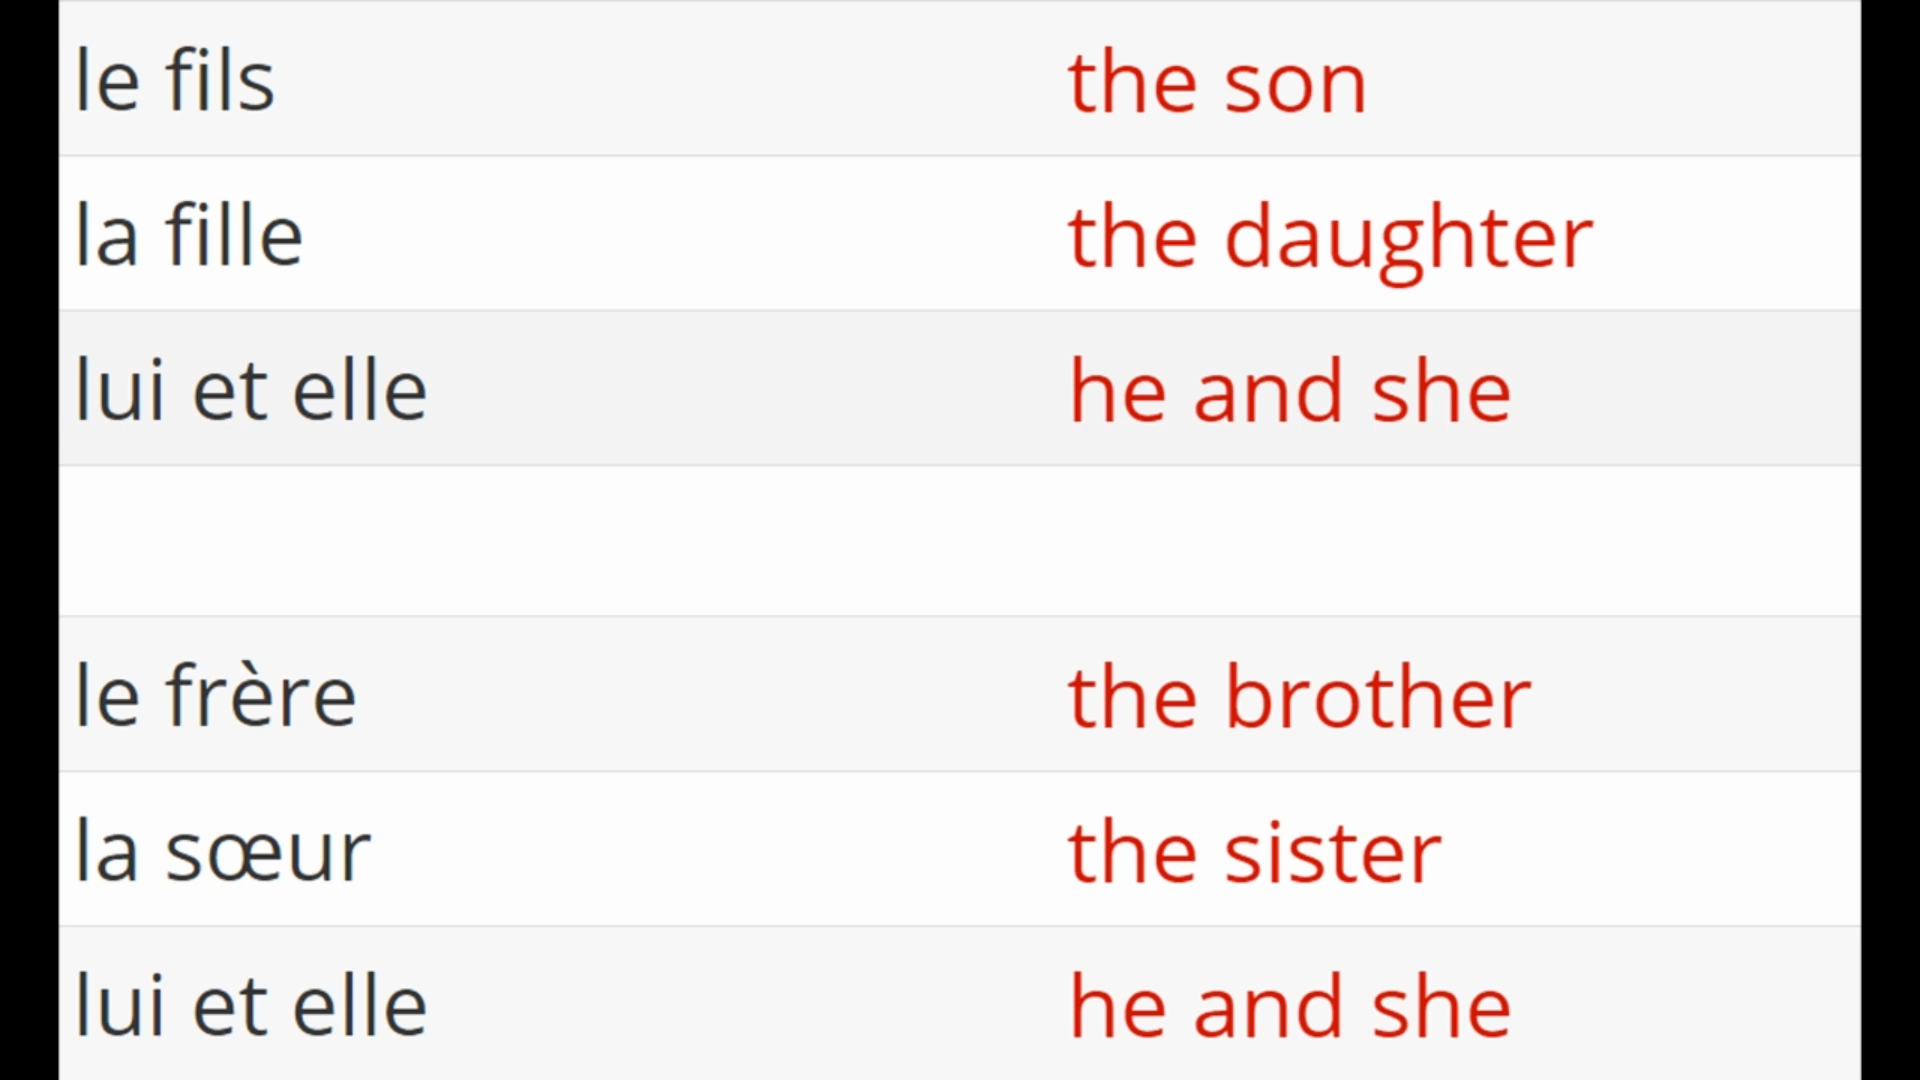 le fils the son
la fille the daughter
lui et elle he and she
le frère the brother
la sœur the sister
lui et elle he and she